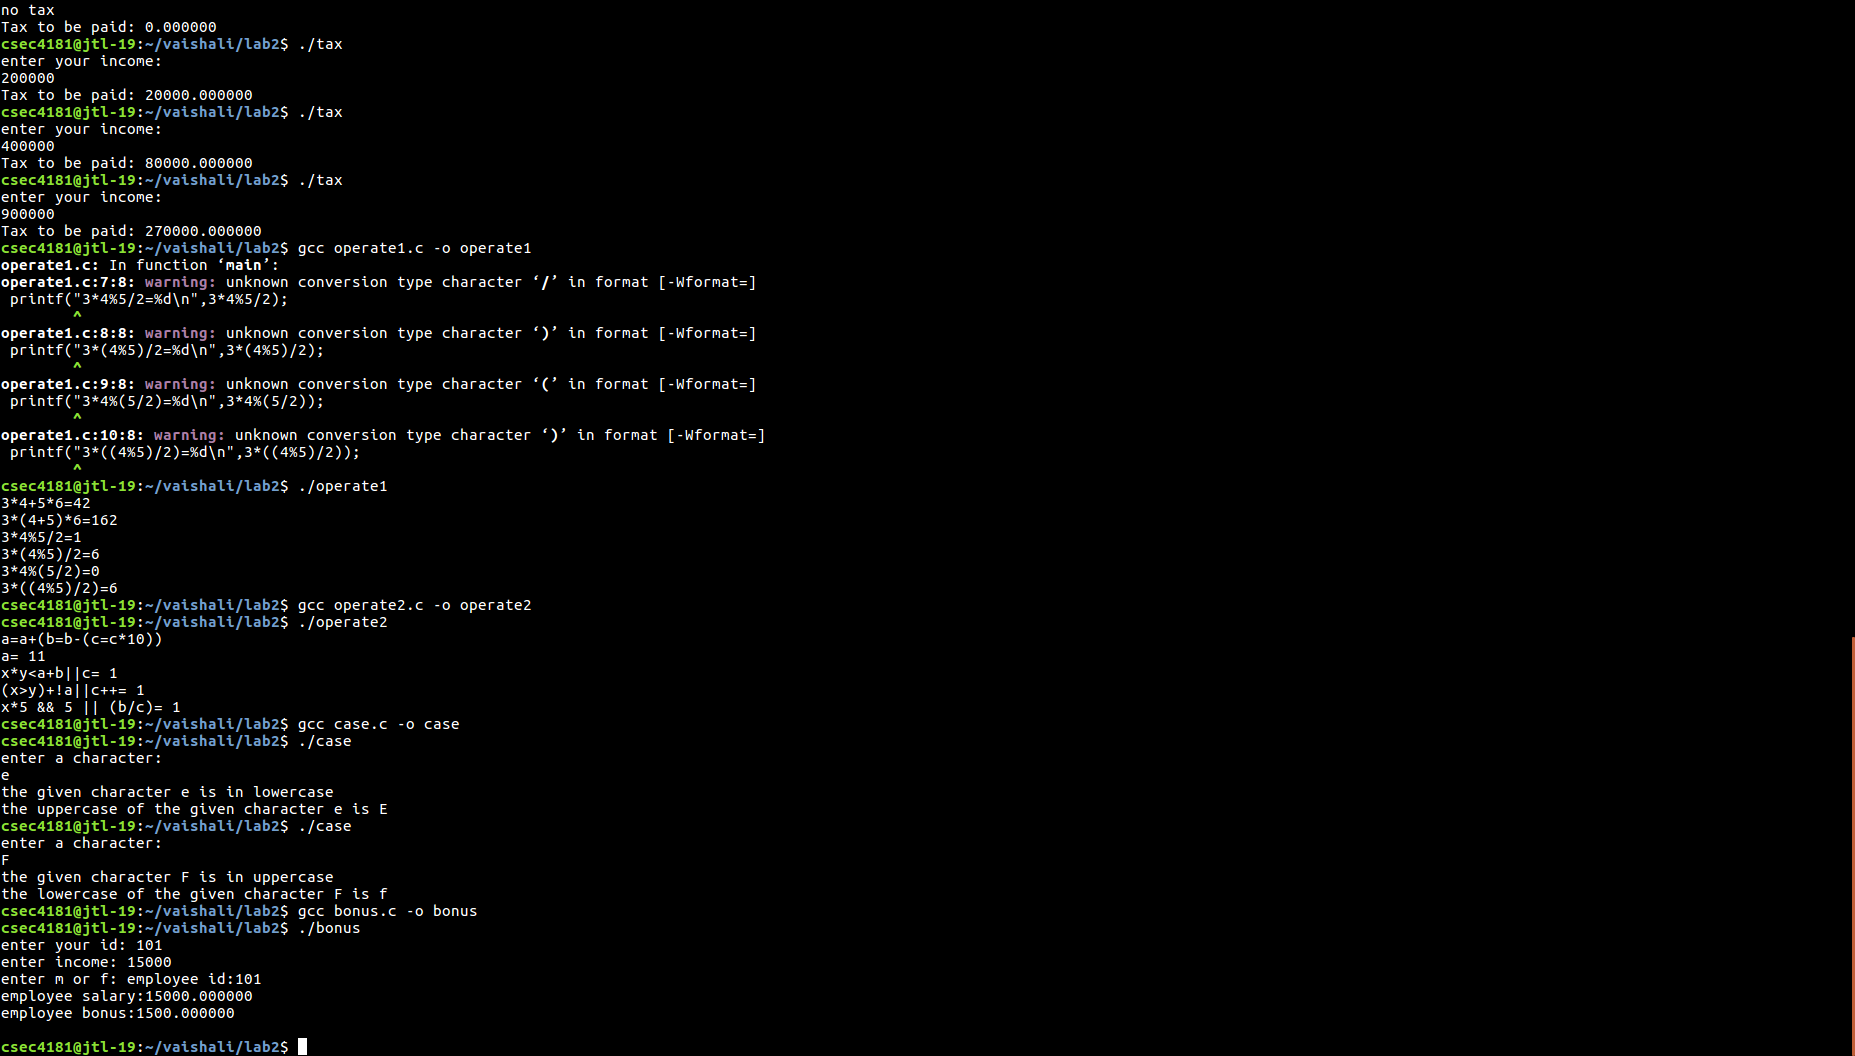 no tax
Tax to be paid: 0.000000
csec4181@jtl-19:~/vaishali/lab2$ ./tax
enter your income:
200000
Tax to be paid: 20000.000000
csec4181@jtl-19:~/vaishali/lab2$ ./tax
enter your income:
400000
Tax to be paid: 80000.000000
csec4181@jtl-19:~/vaishali/lab2$ ./tax
enter your income:
900000
Tax to be paid: 270000.000000
csec4181@jtl-19:~/vaishali/lab2$ gcc operate1.c -o operate1
operate1.c: In function ‘main’:
operate1.c:7:8: warning: unknown conversion type character ‘/’ in format [-Wformat=]
 printf("3*4%5/2=%d\n",3*4%5/2);
        ^
operate1.c:8:8: warning: unknown conversion type character ‘)’ in format [-Wformat=]
 printf("3*(4%5)/2=%d\n",3*(4%5)/2);
        ^
operate1.c:9:8: warning: unknown conversion type character ‘(’ in format [-Wformat=]
 printf("3*4%(5/2)=%d\n",3*4%(5/2));
        ^
operate1.c:10:8: warning: unknown conversion type character ‘)’ in format [-Wformat=]
 printf("3*((4%5)/2)=%d\n",3*((4%5)/2));
        ^
csec4181@jtl-19:~/vaishali/lab2$ ./operate1
3*4+5*6=42
3*(4+5)*6=162
3*4%5/2=1
3*(4%5)/2=6
3*4%(5/2)=0
3*((4%5)/2)=6
csec4181@jtl-19:~/vaishali/lab2$ gcc operate2.c -o operate2
csec4181@jtl-19:~/vaishali/lab2$ ./operate2
a=a+(b=b-(c=c*10))
a= 11
x*y<a+b||c= 1
(x>y)+!a||c++= 1
x*5 && 5 || (b/c)= 1
csec4181@jtl-19:~/vaishali/lab2$ gcc case.c -o case
csec4181@jtl-19:~/vaishali/lab2$ ./case
enter a character:
e
the given character e is in lowercase
the uppercase of the given character e is E
csec4181@jtl-19:~/vaishali/lab2$ ./case
enter a character:
F
the given character F is in uppercase
the lowercase of the given character F is f
csec4181@jtl-19:~/vaishali/lab2$ gcc bonus.c -o bonus
csec4181@jtl-19:~/vaishali/lab2$ ./bonus
enter your id: 101
enter income: 15000
enter m or f: employee id:101
employee salary:15000.000000
employee bonus:1500.000000
csec4181@jtl-19:~/vaishali/lab2$